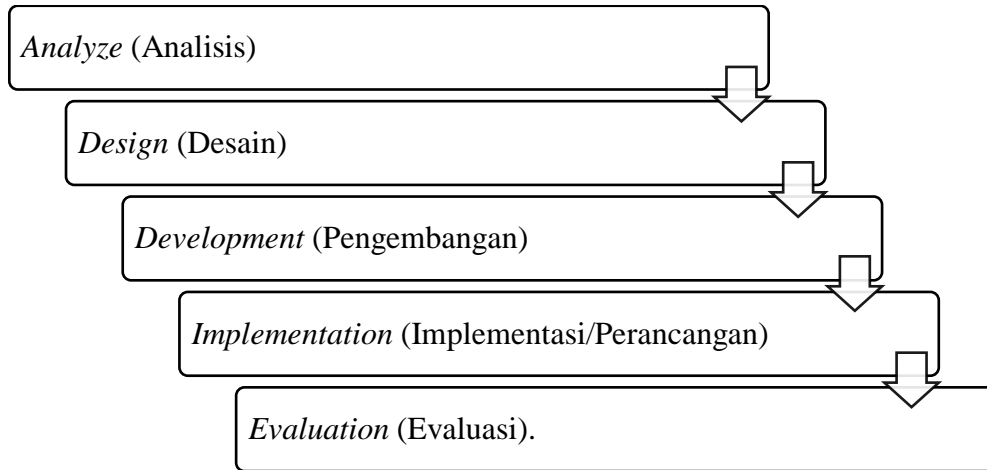 Analyze (Analisis)
Design (Desain)
Development (Pengembangan)
Implementation (Implementasi/Perancangan)
Evaluation (Evaluasi).